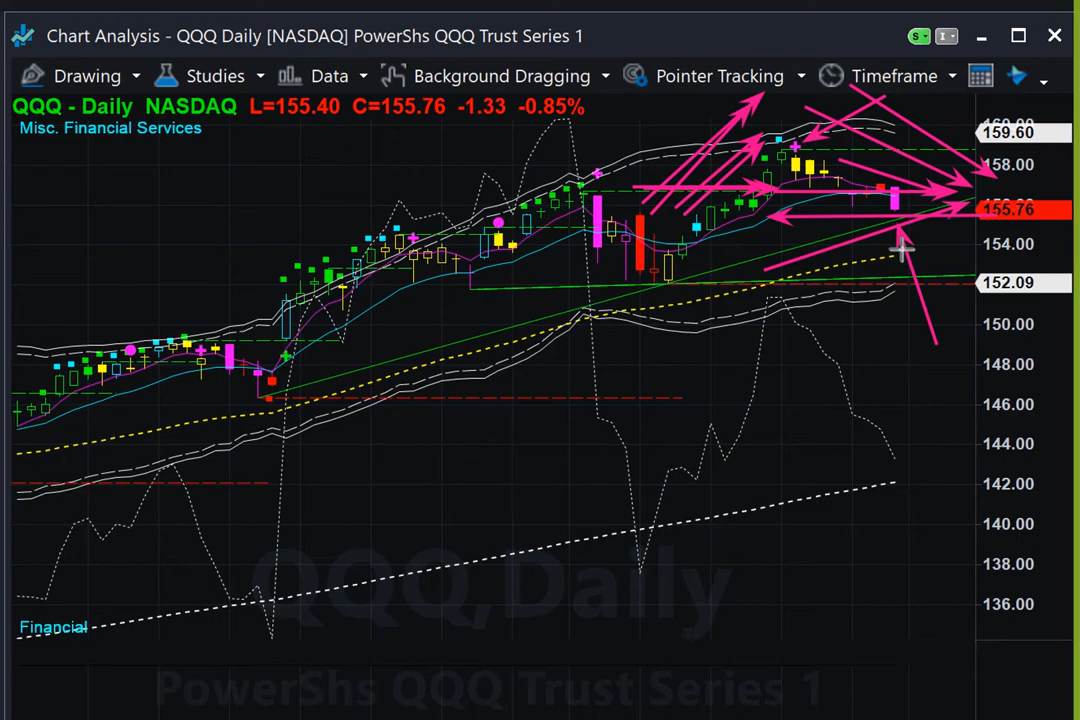 Chart Analysis - QQQ Daily [NASDAQ] PowerShs QQQ Trust Series 1
S I
Drawing Studies Data Background Dragging Pointer Tracking Timeframe
QQQ - Daily NASDAQ L=155.40 C=155.76 -1.33 -0.85%
Misc. Financial Services
159.60
158.00
155.76
154.00
152.09
150.00
148.00
146.00
144.00
142.00
140.00
138.00
136.00
QQQ,Daily
Financial
PowerShs QQQ Trust Series 1